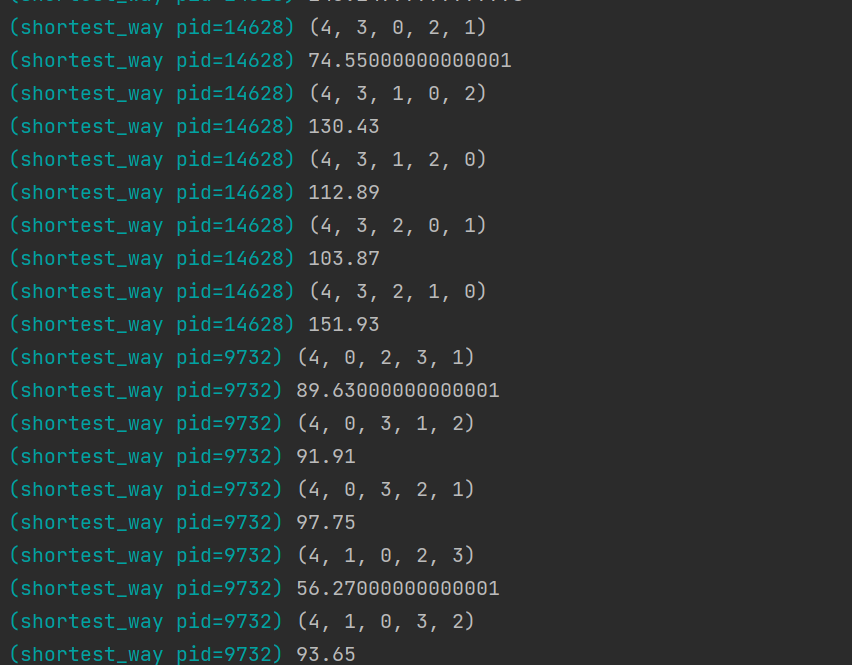 (shortest_way pid=14628) (4, 3, 0, 2, 1)
(shortest_way pid=14628) 74.55000000000001
(shortest_way pid=14628) (4, 3, 1, 0, 2)
(shortest_way pid=14628) 130.43
(shortest_way pid=14628) (4, 3, 1, 2, 0)
(shortest_way pid=14628) 112.89
(shortest_way pid=14628) (4, 3, 2, 0, 1)
(shortest_way pid=14628) 103.87
(shortest_way pid=14628) (4, 3, 2, 1, 0)
(shortest_way pid=14628) 151.93
(shortest_way pid=9732) (4, 0, 2, 3, 1)
(shortest_way pid=9732) 89.63000000000001
(shortest_way pid=9732) (4, 0, 3, 1, 2)
(shortest_way pid=9732) 91.91
(shortest_way pid=9732) (4, 0, 3, 2, 1)
(shortest_way pid=9732) 97.75
(shortest_way pid=9732) (4, 1, 0, 2, 3)
(shortest_way pid=9732) 56.27000000000001
(shortest_way pid=9732) (4, 1, 0, 3, 2)
(shortest_way pid=9732) 93.65